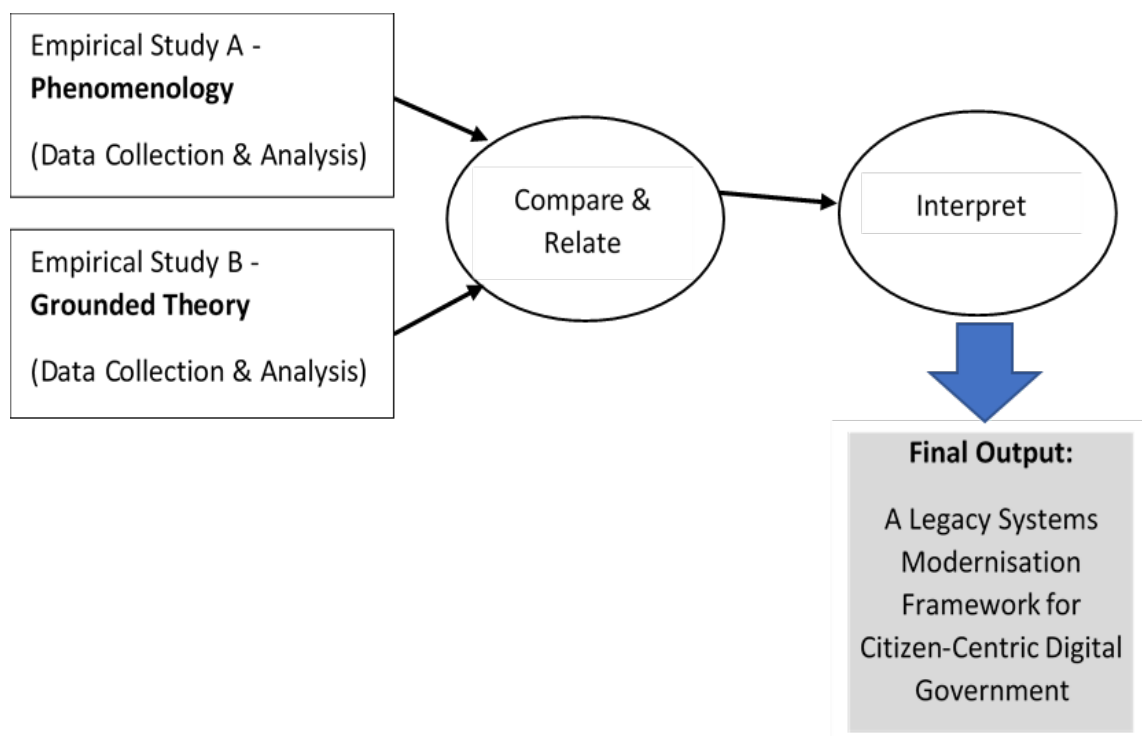 Empirical Study A -
Phenomenology
(Data Collection & Analysis)
Empirical Study B -
Grounded Theory
(Data Collection & Analysis)
Compare &
Relate
Interpret
Final Output:
A Legacy Systems
Modernisation
Framework for
Citizen-Centric Digital
Government